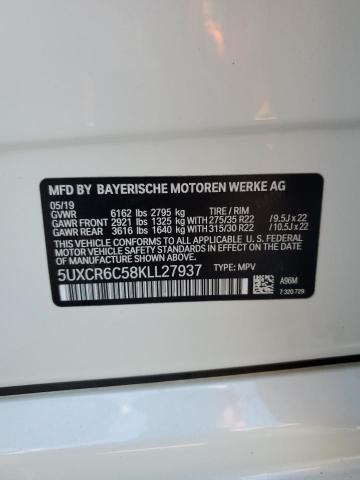 MFD BY BAYERISCHE MOTOREN WERKE AG
05/19
GVWR 6162 lbs 2795 kg TIRE / RIM
GAWR FRONT 2921 lbs 1325 kg WITH 275/35 R22 /9.5J x 22
GAWR REAR 3616 lbs 1640 kg WITH 315/30 R22 /10.5J x 22
THIS VEHICLE CONFORMS TO ALL APPLICABLE U. S. FEDERAL
MOTOR VEHICLE SAFETY STANDARDS IN EFFECT ON THE DATE OF
MANUFACTURE SHOWN ABOVE.
5UXCR6C58KLL27937 TYPE: MPV
A96M
7 320 729